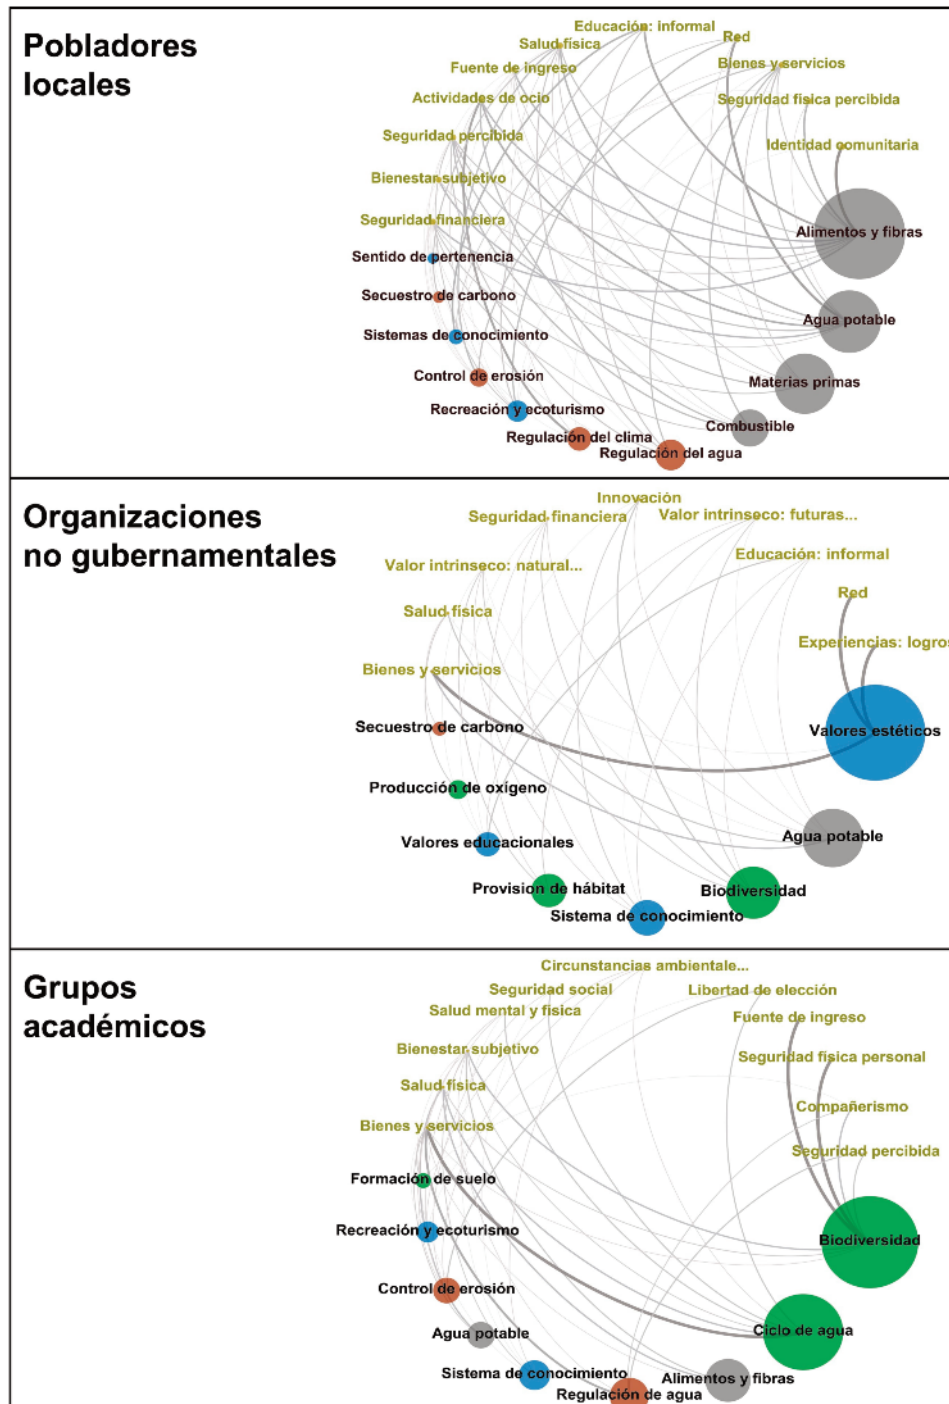 Pobladores
locales
Educación: informal
Red
Salud física
Bienes y servicios
Fuente de ingreso
Seguridad física percibida
Actividades de ocio
Seguridad percibida
Identidad comunitaria
Bienestar subjetivo
Seguridad financiera
Alimentos y fibras
Sentido de pertenencia
Secuestro de carbono
Agua potable
Sistemas de conocimiento
Control de erosión
Materias primas
Recreación y ecoturismo
Combustible
Regulación del clima
Regulación del agua
Organizaciones
no gubernamentales
Innovación
Seguridad financiera
Valor intrinseco: futuras...
Educación: informal
Valor intrinseco: natural...
Red
Salud física
Experiencias: logros
Bienes y servicios
Secuestro de carbono
Valores estéticos
Producción de oxígeno
Agua potable
Valores educacionales
Provision de hábitat
Biodiversidad
Sistema de conocimiento
Grupos
académicos
Circunstancias ambientale...
Seguridad social
Libertad de elección
Salud mental y fisica
Fuente de ingreso
Bienestar subjetivo
Seguridad fisica personal
Salud física
Compañerismo
Bienes y servicios
Seguridad percibida
Formación de suelo
Recreación y ecoturismo
Biodiversidad
Control de erosión
Agua potable
Ciclo de agua
Sistema de conocimiento
Alimentos y fibras
Regulación de agua